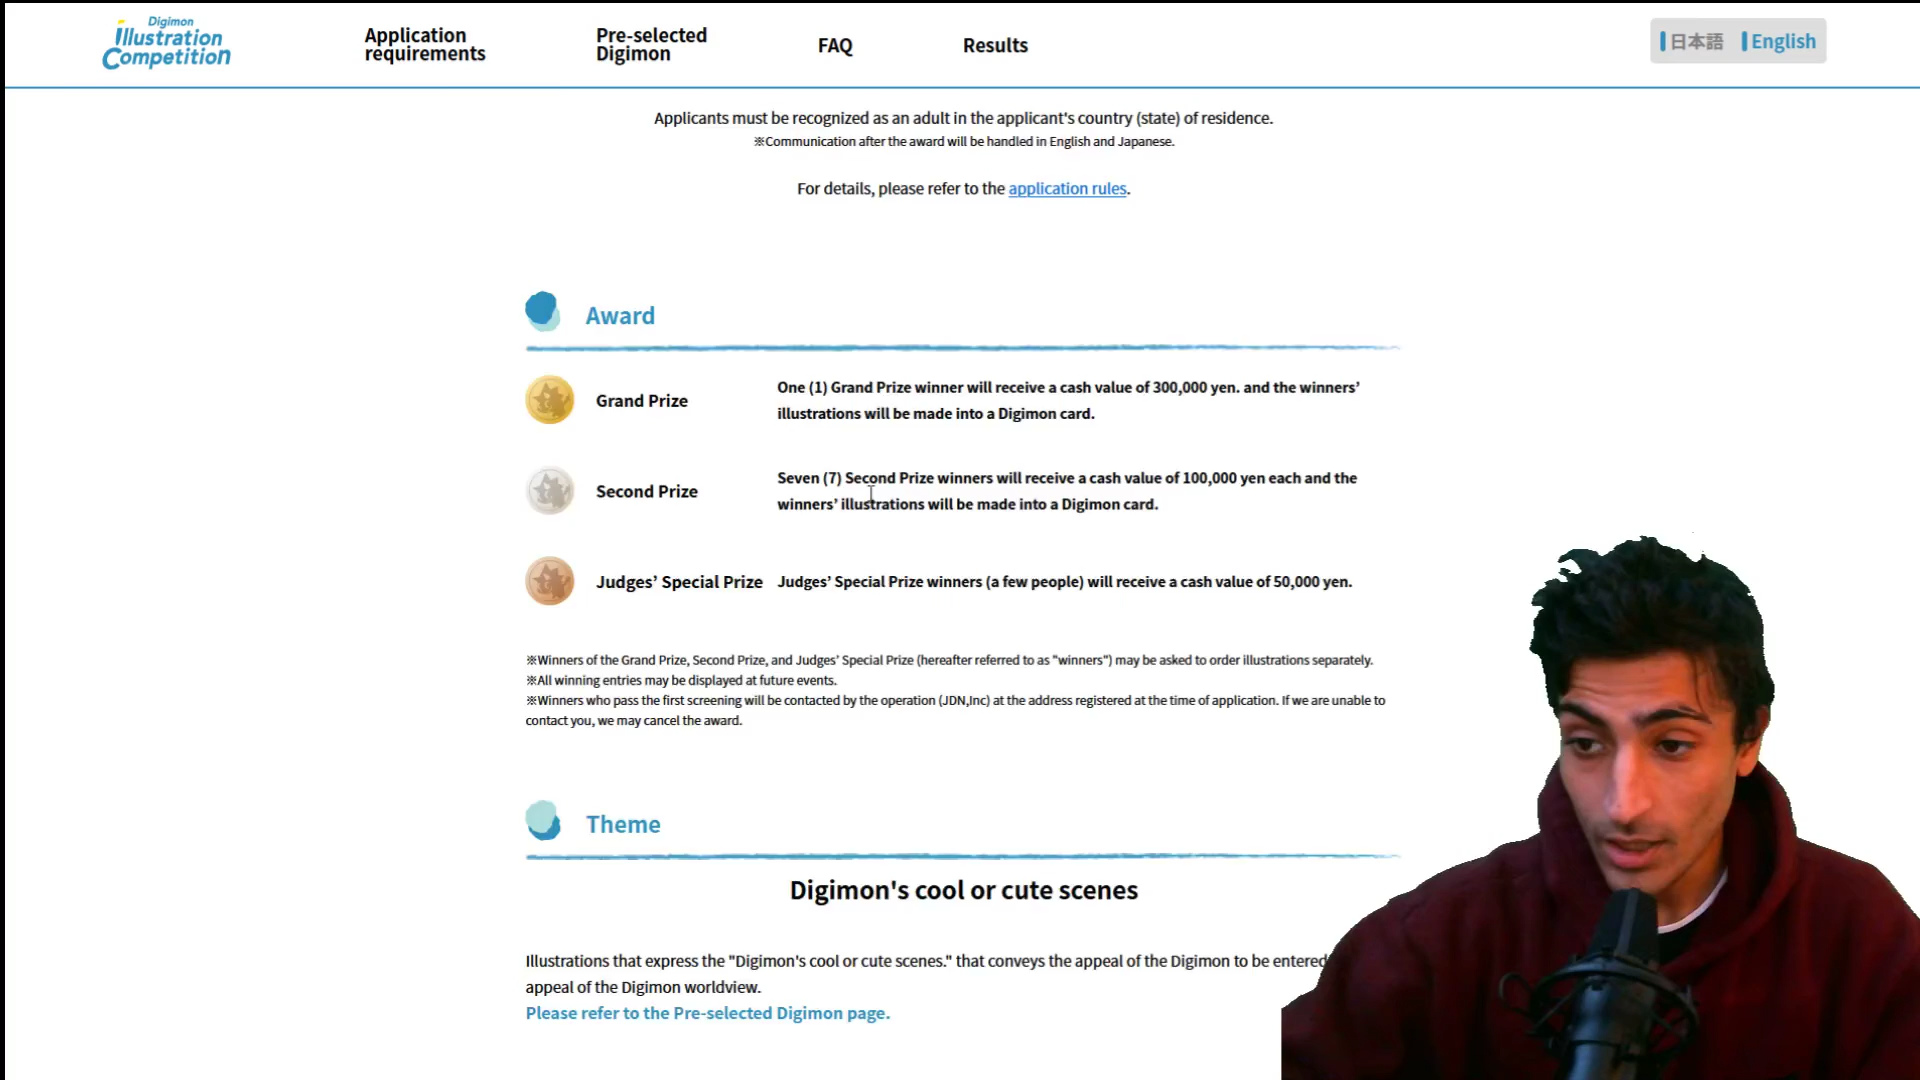 Digimon
illustration
Competition
Application
requirements
Pre-selected
Digimon
FAQ
Results
日本語
English
Applicants must be recognized as an adult in the applicant's country (state) of residence.
※Communication after the award will be handled in English and Japanese.
For details, please refer to the application rules.
Award
Grand Prize
One (1) Grand Prize winner will receive a cash value of 300,000 yen. and the winners’
illustrations will be made into a Digimon card.
Second Prize
Seven (7) Second Prize winners will receive a cash value of 100,000 yen each and the
winners’ illustrations will be made into a Digimon card.
Judges’ Special Prize
Judges’ Special Prize winners (a few people) will receive a cash value of 50,000 yen.
※Winners of the Grand Prize, Second Prize, and Judges’ Special Prize (hereafter referred to as "winners") may be asked to order illustrations separately.
※All winning entries may be displayed at future events.
※Winners who pass the first screening will be contacted by the operation (JDN,Inc) at the address registered at the time of application. If we are unable to
contact you, we may cancel the award.
Theme
Digimon's cool or cute scenes
Illustrations that express the "Digimon's cool or cute scenes." that conveys the appeal of the Digimon to be entered
appeal of the Digimon worldview.
Please refer to the Pre-selected Digimon page.